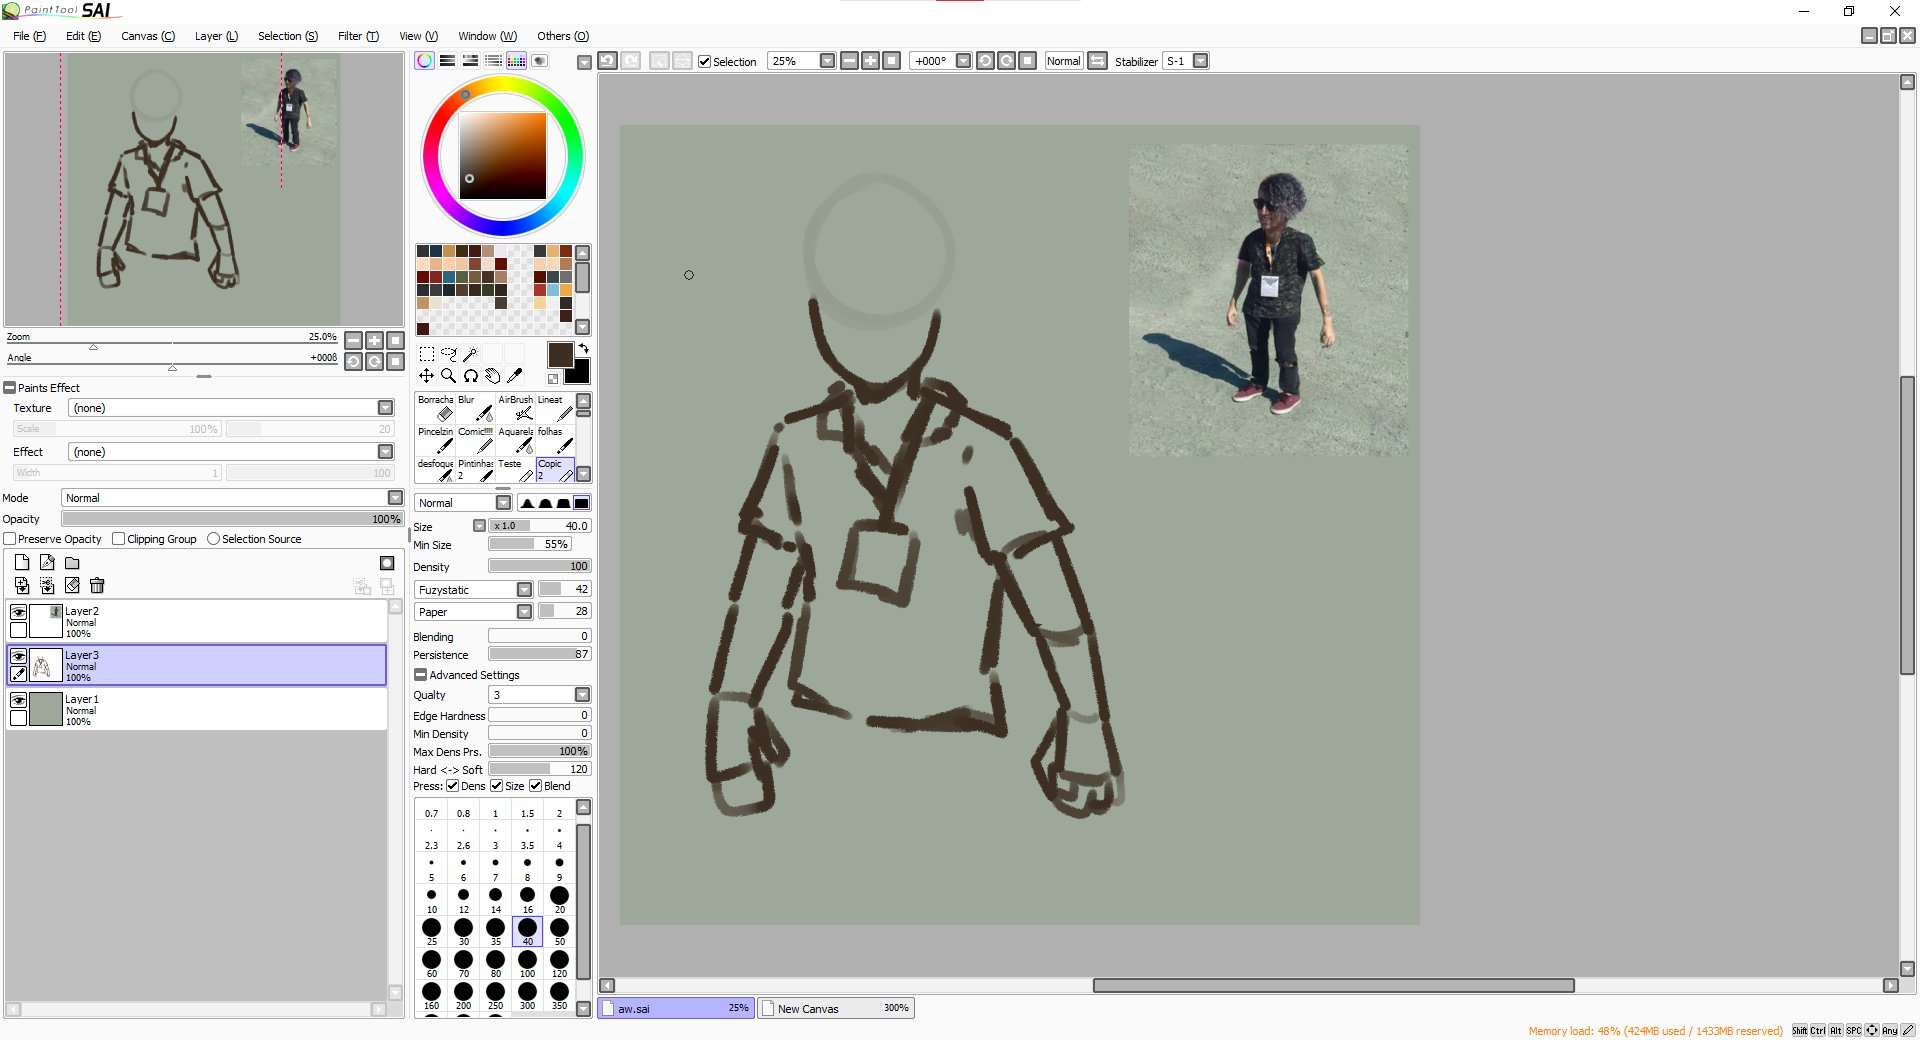 PaintTool SAI
File (F) Edit (E) Canvas (C) Layer (L) Selection (S) Filter (T) View (V) Window (W) Others (O)
Selection 25% +000° Normal Stabilizer S-1
Zoom 25.0%
Angle +000ß
Paints Effect
Texture (none)
Scale 100% 20
Effect (none)
Width 1 100
Mode Normal
Opacity 100%
Preserve Opacity Clipping Group Selection Source
Layer2
Normal
100%
Layer3
Normal
100%
Layer1
Normal
100%
Borracha Blur AirBrush Lineat
Pincelzin Comic!!!! Aquarela folhas
desfoque Pintinhas 2 Teste Copic 2
Normal
Size x 1.0 40.0
Min Size 55%
Density 100
Fuzystatic 42
Paper 28
Blending 0
Persistence 87
Advanced Settings
Qualty 3
Edge Hardness 0
Min Density 0
Max Dens Prs. 100%
Hard <-> Soft 120
Press: Dens Size Blend
0.7 0.8 1 1.5 2
2.3 2.6 3 3.5 4
5 6 7 8 9
10 12 14 16 20
25 30 35 40 50
60 70 80 100 120
160 200 250 300 350
aw.sai 25% New Canvas 300%
Memory load: 48% (424MB used / 1433MB reserved) Shift Ctrl Alt SPC Any